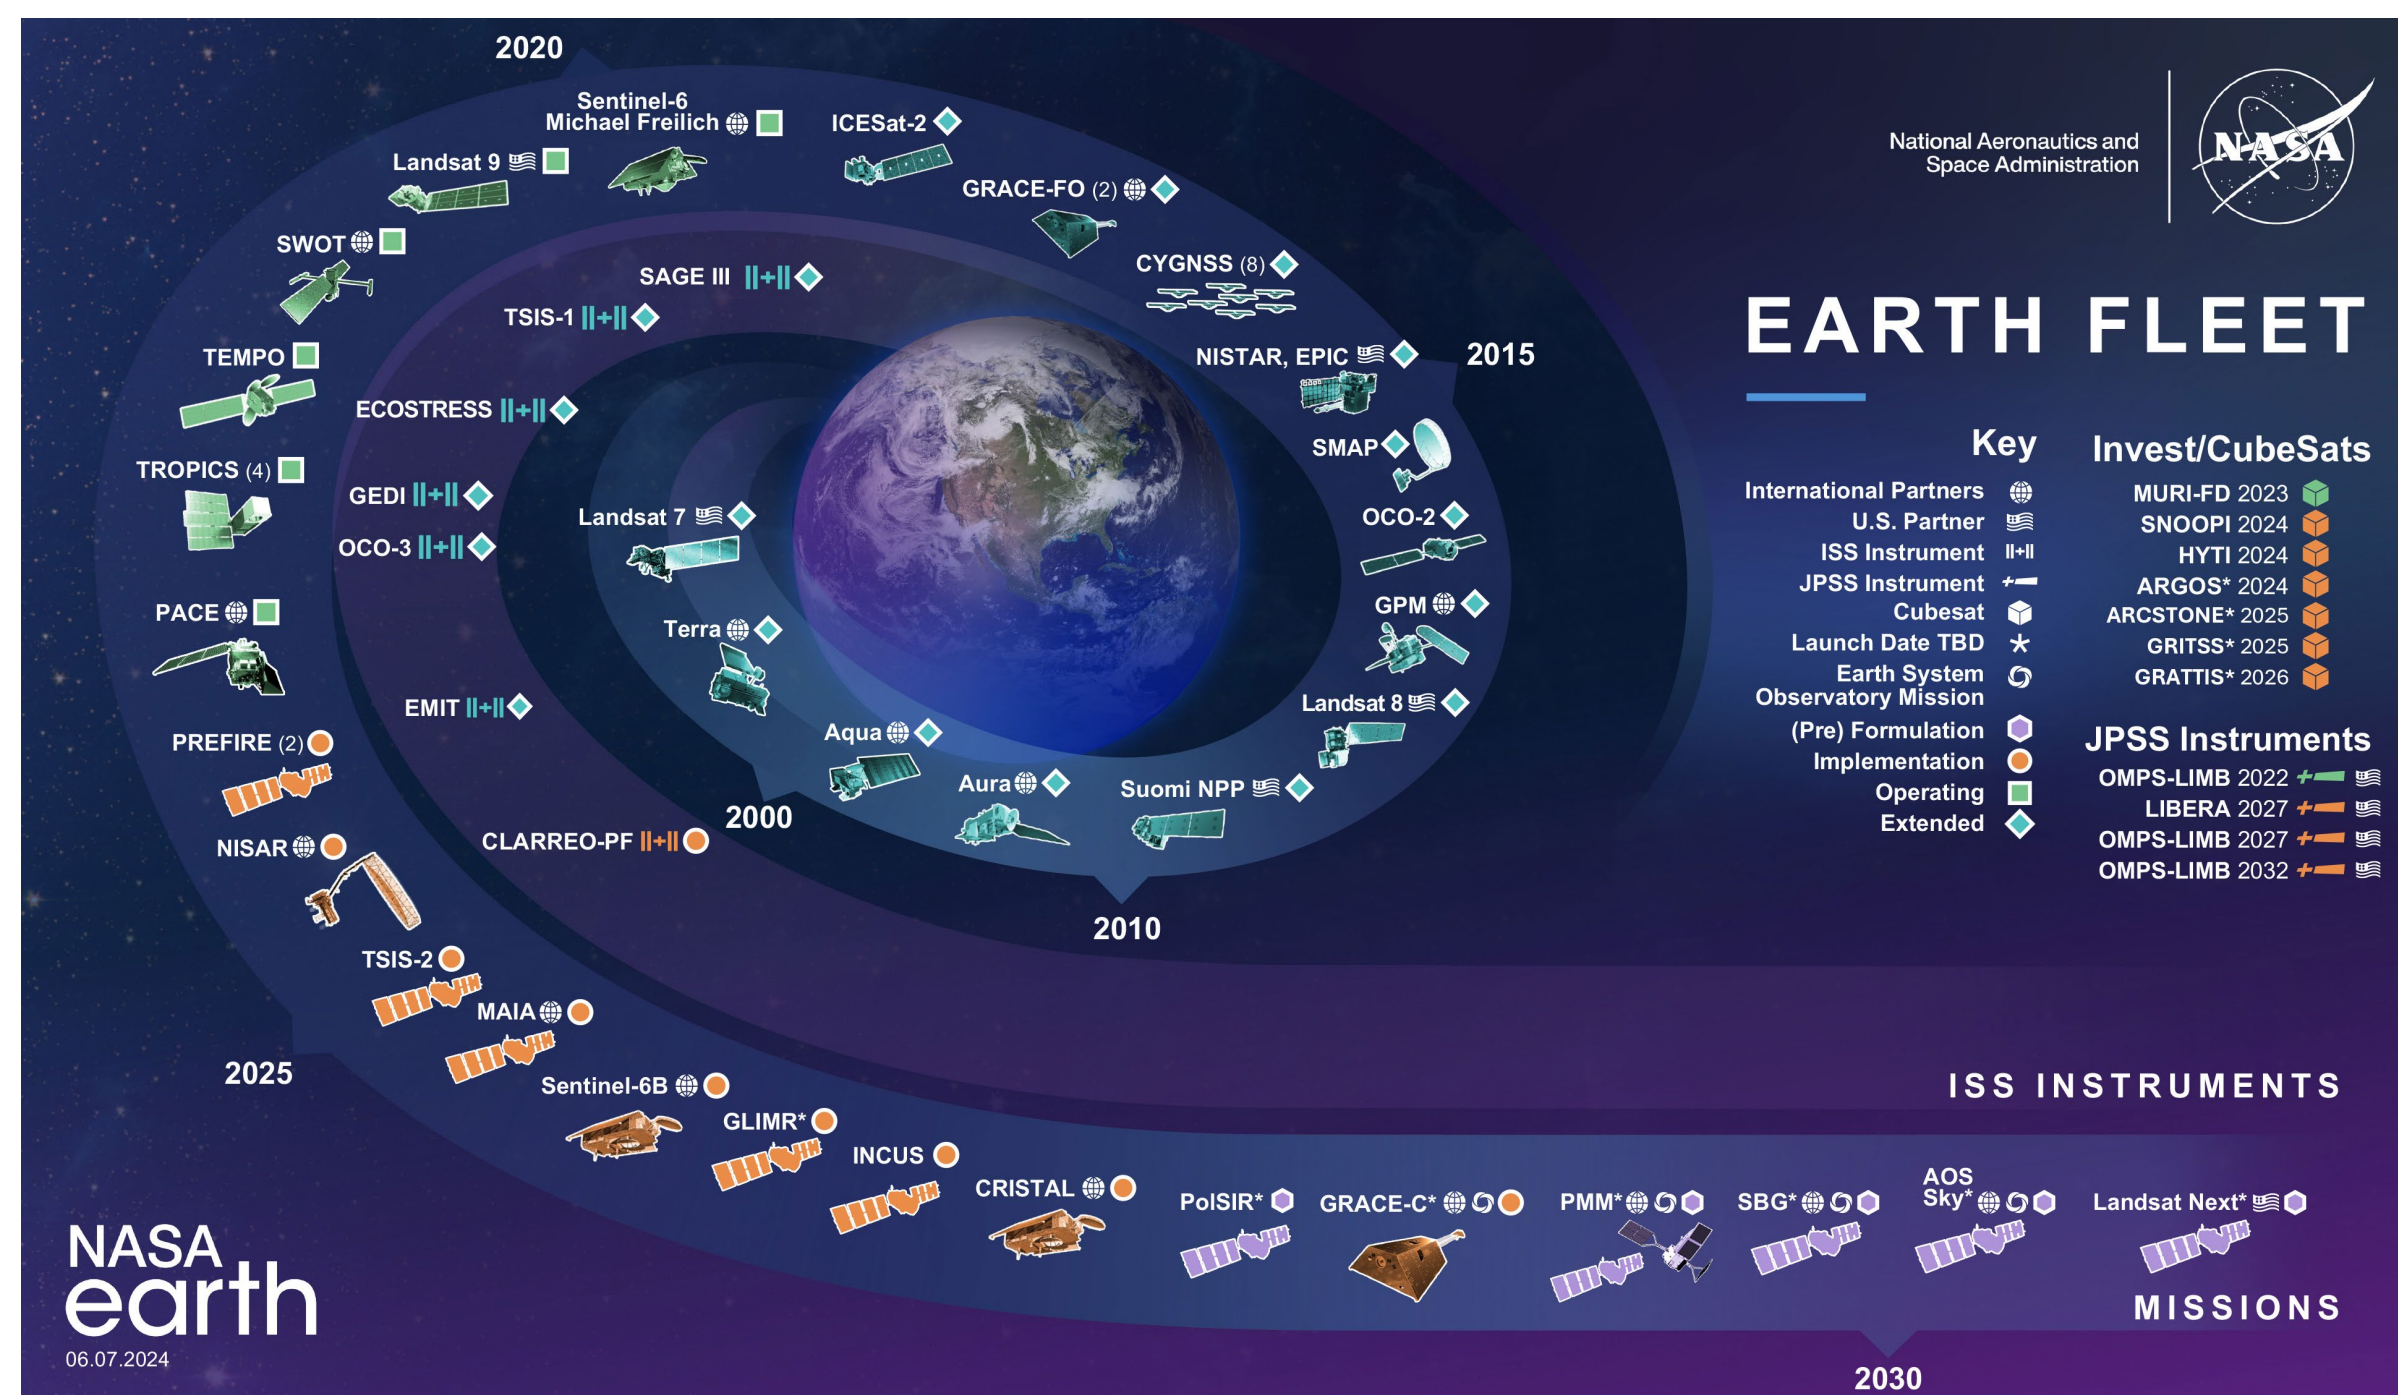 2020
Sentinel-6
Michael Freilich
ICESat-2
Landsat 9
GRACE-FO (2)
SWOT
CYGNSS (8)
SAGE III
TSIS-1
TEMPO
NISTAR, EPIC
2015
ECOSTRESS
SMAP
TROPICS (4)
GEDI
Landsat 7
OCO-2
OCO-3
PACE
Terra
GPM
EMIT
Landsat 8
PREFIRE (2)
Aqua
Aura
Suomi NPP
2000
NISAR
CLARREO-PF
2010
TSIS-2
MAIA
2025
Sentinel-6B
GLIMR*
INCUS
CRISTAL
PolSIR*
GRACE-C*
PMM*
SBG*
AOS
Sky*
Landsat Next*
2030
National Aeronautics and
Space Administration
NASA
EARTH FLEET
Key
International Partners
U.S. Partner
ISS Instrument
JPSS Instrument
Cubesat
Launch Date TBD
Earth System
Observatory Mission
(Pre) Formulation
Implementation
Operating
Extended
Invest/CubeSats
MURI-FD 2023
SNOOPI 2024
HYTI 2024
ARGOS* 2024
ARCSTONE* 2025
GRITSS* 2025
GRATTIS* 2026
JPSS Instruments
OMPS-LIMB 2022
LIBERA 2027
OMPS-LIMB 2027
OMPS-LIMB 2032
ISS INSTRUMENTS
MISSIONS
NASA
earth
06.07.2024